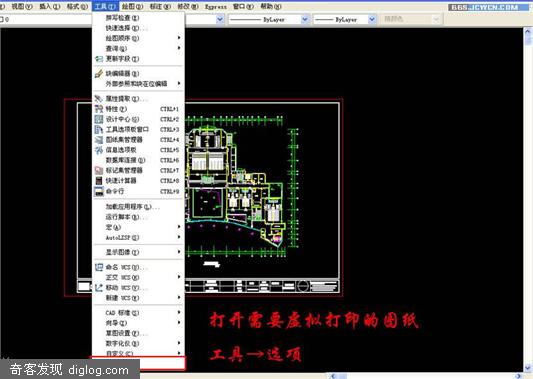 视图(V) 插入(I) 格式(O) 工具(T) 绘图(D) 标注(N) 修改(M) Express 窗口(W) 帮助(H)
0
ByLayer
ByLayer
随颜色
拼写检查(E)
快速选择(K)...
绘图顺序(R)
查询(Q)
更新字段(F)
块编辑器(B)
外部参照和块在位编辑
属性提取(X)...
特性(P) CTRL+1
设计中心(G) CTRL+2
工具选项板窗口 CTRL+3
图纸集管理器 CTRL+4
信息选项板 CTRL+5
数据库连接(D) CTRL+6
标记集管理器 CTRL+7
快速计算器 CTRL+8
命令行 CTRL+9
加载应用程序(L)...
运行脚本(R)...
宏(A)
AutoLISP(I)
显示图像(Y)
命名 UCS(U)...
正交 UCS(H)
移动 UCS(V)
新建 UCS(W)
CAD 标准(S)
向导(Z)
草图设置(F)...
数字化仪(B)
自定义(C)
打开需要虚拟打印的图纸
工具→选项
奇客发现 diglog.com